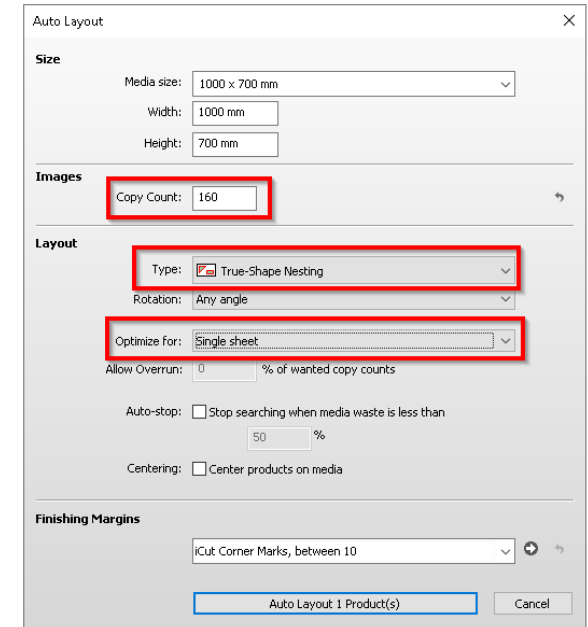 Auto Layout
Size
Media size: 1000 x 700 mm
Width: 1000 mm
Height: 700 mm
Images
Copy Count: 160
Layout
Type: True-Shape Nesting
Rotation: Any angle
Optimize for: Single sheet
Allow Overrun: 0 % of wanted copy counts
Auto-stop: Stop searching when media waste is less than
50 %
Centering: Center products on media
Finishing Margins
iCut Corner Marks, between 10
Auto Layout 1 Product(s) Cancel